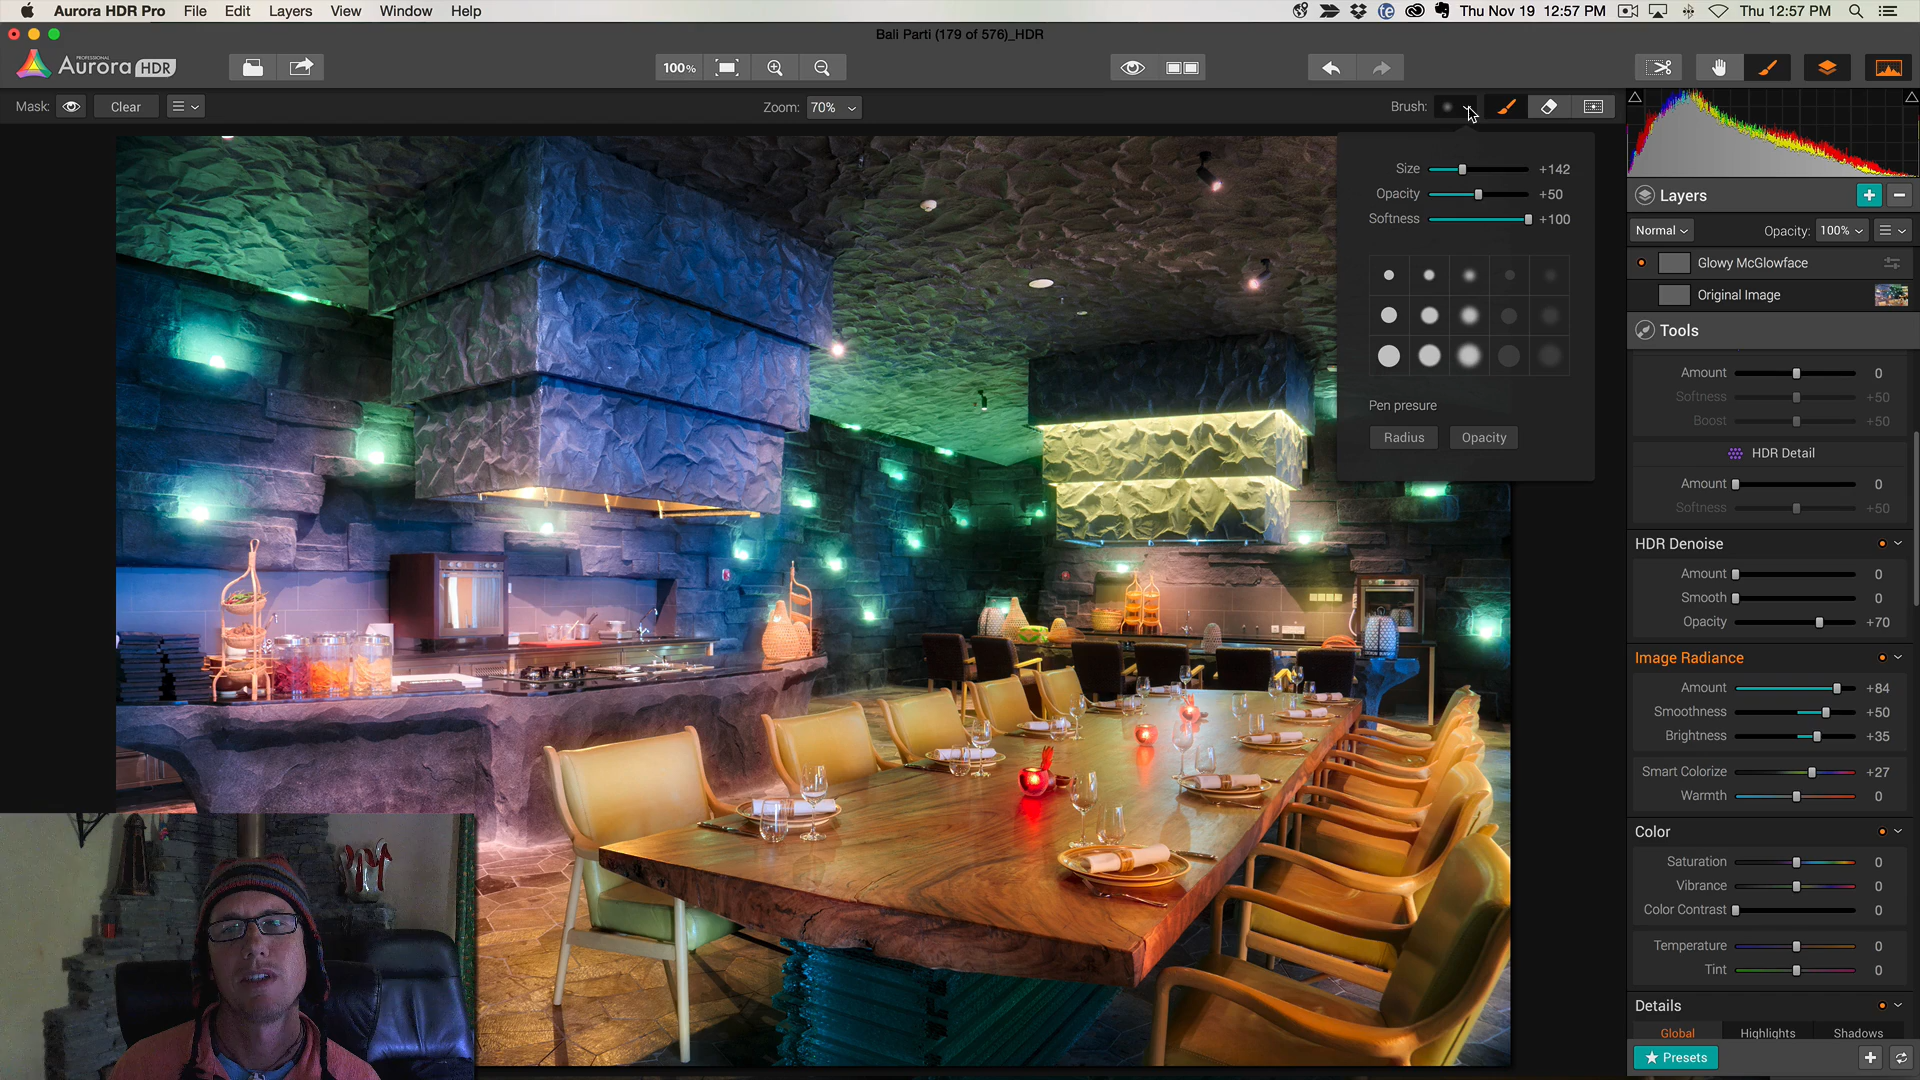 Aurora HDR Pro File Edit Layers View Window Help Thu Nov 19 12:57 PM Thu 12:57 PM
Bali Parti (179 of 576)_HDR
PROFESSIONAL
Aurora HDR 100%
Mask: Clear Zoom: 70% Brush:
Size +142
Opacity +50
Softness +100
Pen presure
Radius Opacity
Layers
Normal Opacity: 100%
Glowy McGlowface
Original Image
Tools
Amount 0
Softness +50
Boost +50
HDR Detail
Amount 0
Softness +50
HDR Denoise
Amount 0
Smooth 0
Opacity +70
Image Radiance
Amount +84
Smoothness +50
Brightness +35
Smart Colorize +27
Warmth 0
Color
Saturation 0
Vibrance 0
Color Contrast 0
Temperature 0
Tint 0
Details
Global Highlights Shadows
Presets